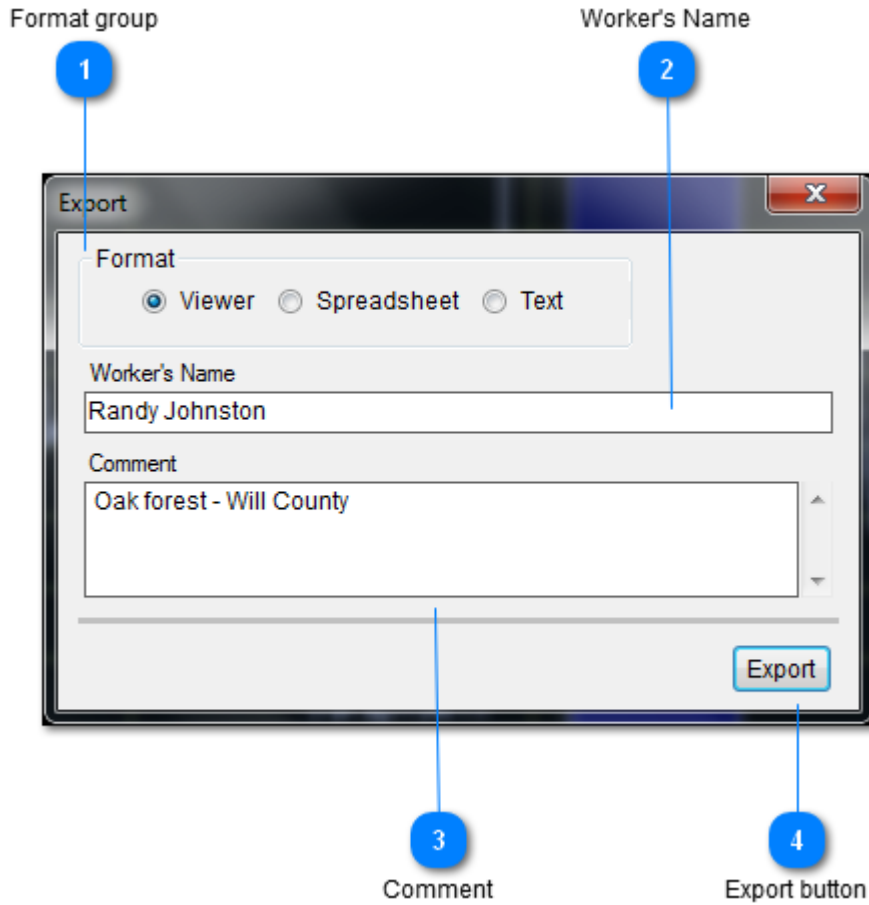 Format group
Worker's Name
1
2
Export
Format
Viewer Spreadsheet Text
Worker's Name
Randy Johnston
Comment
Oak forest - Will County
Export
3
4
Comment
Export button